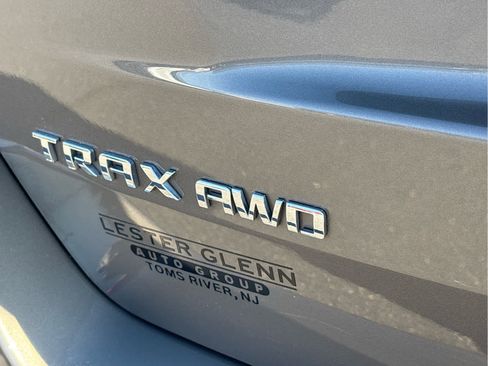 TRAX AWD
LESTER GLENN
AUTO GROUP
TOMS RIVER, NJ